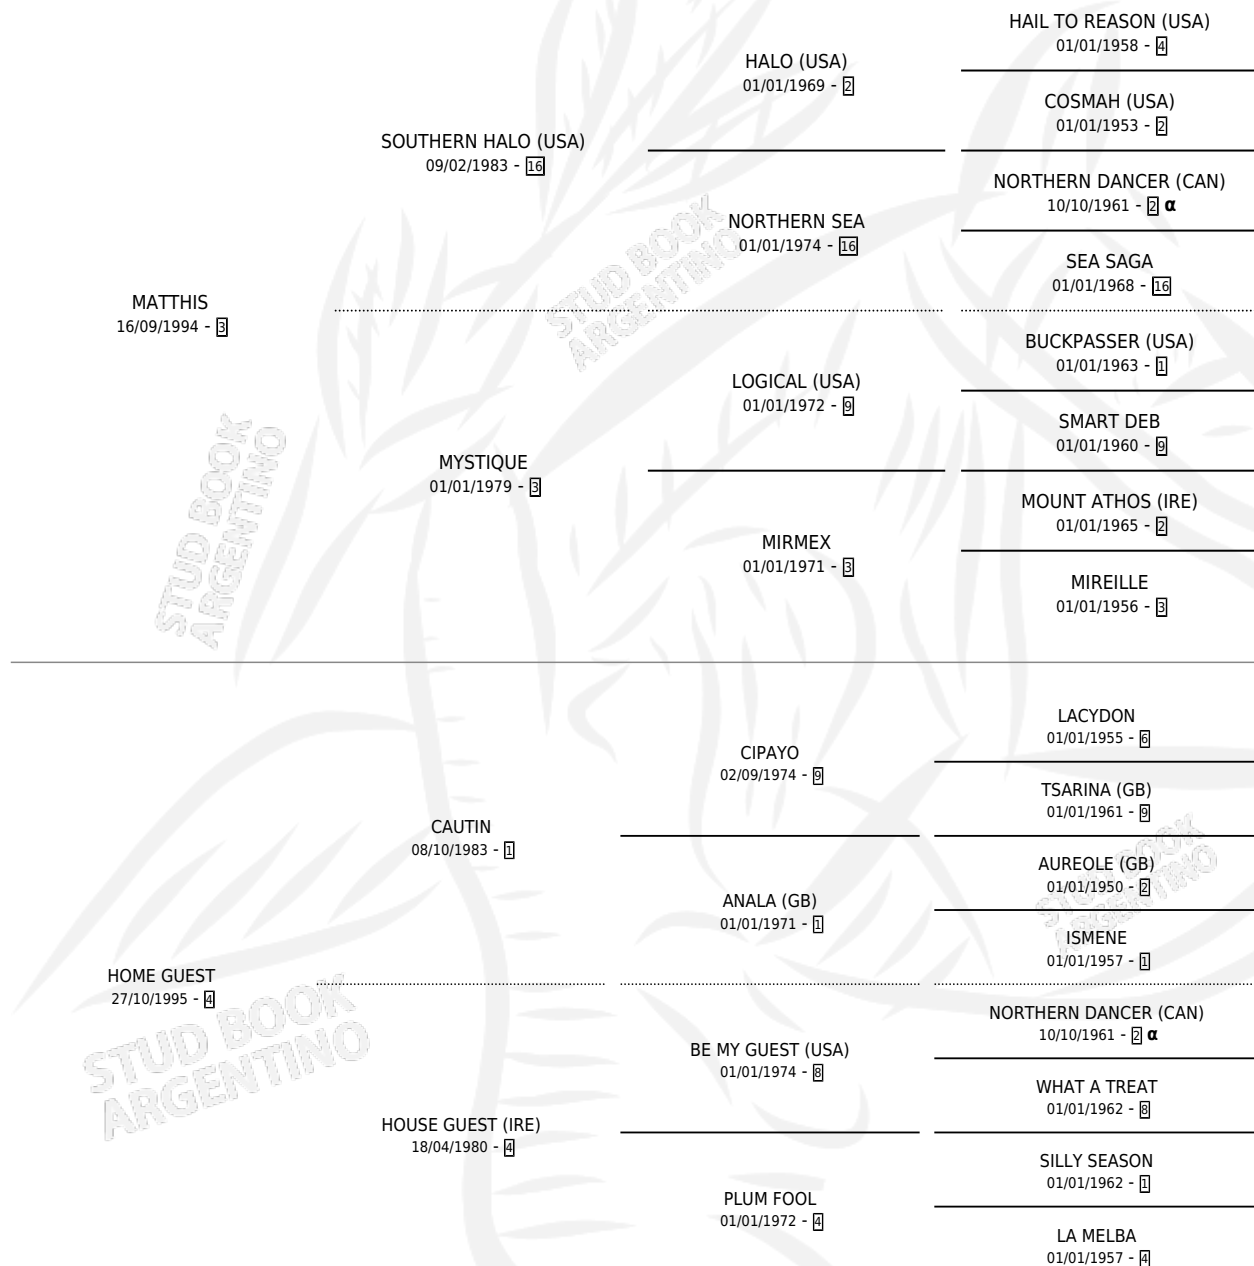 HAIL TO REASON (USA)
01/01/1958 - 4
HALO (USA)
01/01/1969 - 2
COSMAH (USA)
01/01/1953 - 2
SOUTHERN HALO (USA)
09/02/1983 - 16
NORTHERN DANCER (CAN)
10/10/1961 - 2 α
NORTHERN SEA
01/01/1974 - 16
SEA SAGA
01/01/1968 - 16
MATTHIS
16/09/1994 - 3
BUCKPASSER (USA)
01/01/1963 - 1
LOGICAL (USA)
01/01/1972 - 9
SMART DEB
01/01/1960 - 9
MYSTIQUE
01/01/1979 - 3
MOUNT ATHOS (IRE)
01/01/1965 - 2
MIRMEX
01/01/1971 - 3
MIREILLE
01/01/1956 - 3
LACYDON
01/01/1955 - 6
CIPAYO
02/09/1974 - 9
TSARINA (GB)
01/01/1961 - 9
CAUTIN
08/10/1983 - 1
AUREOLE (GB)
01/01/1950 - 2
ANALA (GB)
01/01/1971 - 1
ISMENE
01/01/1957 - 1
HOME GUEST
27/10/1995 - 4
NORTHERN DANCER (CAN)
10/10/1961 - 2 α
BE MY GUEST (USA)
01/01/1974 - 8
WHAT A TREAT
01/01/1962 - 8
HOUSE GUEST (IRE)
18/04/1980 - 4
SILLY SEASON
01/01/1962 - 1
PLUM FOOL
01/01/1972 - 4
LA MELBA
01/01/1957 - 4
STUD BOOK
ARGENTINO
STUD BOOK
ARGENTINO
STUD BOOK
ARGENTINO
STUD BOOK
ARGENTINO